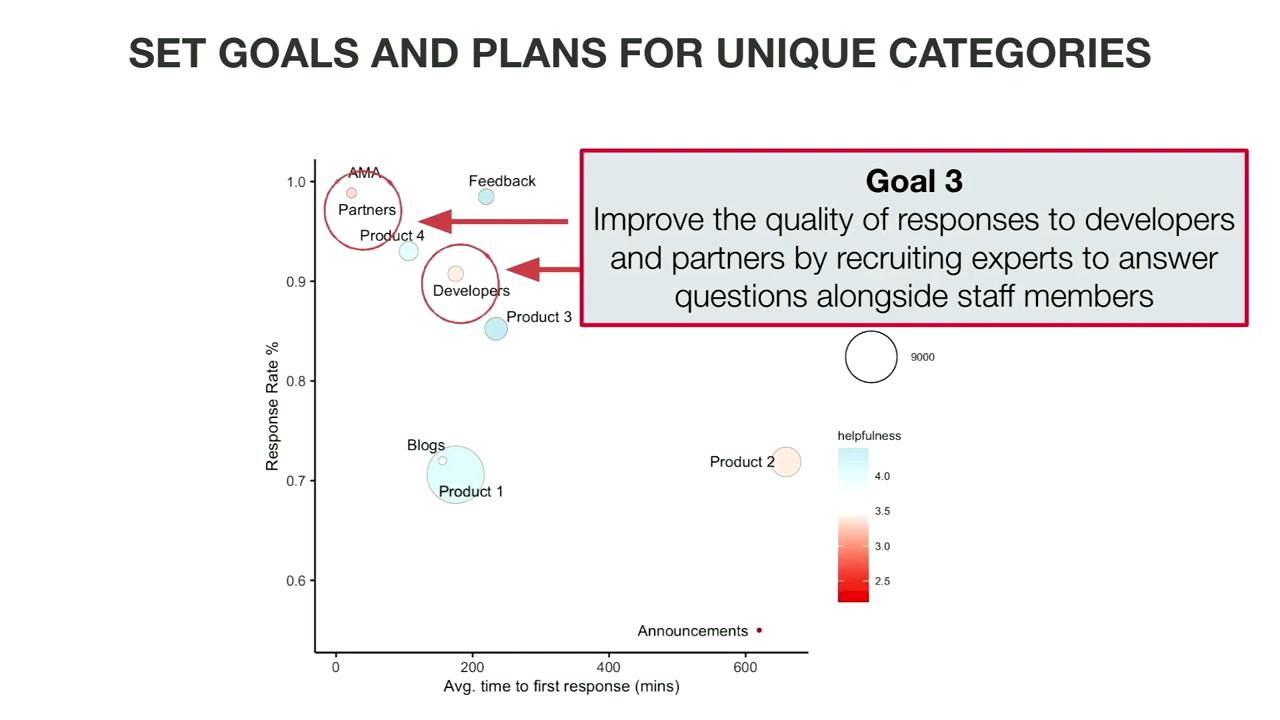 SET GOALS AND PLANS FOR UNIQUE CATEGORIES
Goal 3
Improve the quality of responses to developers
and partners by recruiting experts to answer
questions alongside staff members
AMA
Partners
Product 4
Feedback
Developers
Product 3
Blogs
Product 1
Product 2
Announcements
Response Rate %
1.0
0.9
0.8
0.7
0.6
0
200
400
600
Avg. time to first response (mins)
9000
helpfulness
4.0
3.5
3.0
2.5